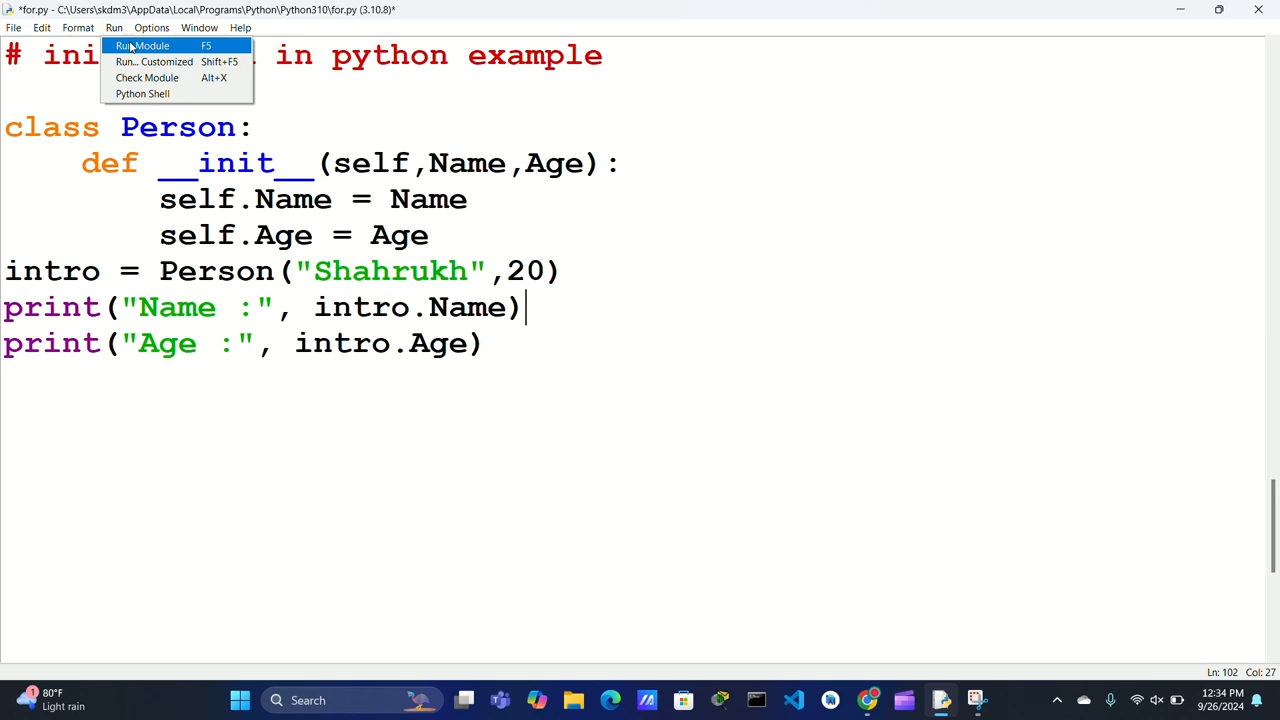 *for.py - C:\Users\skdm3\AppData\Local\Programs\Python\Python310\for.py (3.10.8)*
File Edit Format Run Options Window Help
# ini in python example
Run Module F5
Run... Customized Shift+F5
Check Module Alt+X
Python Shell
class Person:
def __init__(self,Name,Age):
self.Name = Name
self.Age = Age
intro = Person("Shahrukh",20)
print("Name :", intro.Name)
print("Age :", intro.Age)
Ln: 102 Col: 27
1
80°F
Light rain
Search
12:34 PM
9/26/2024